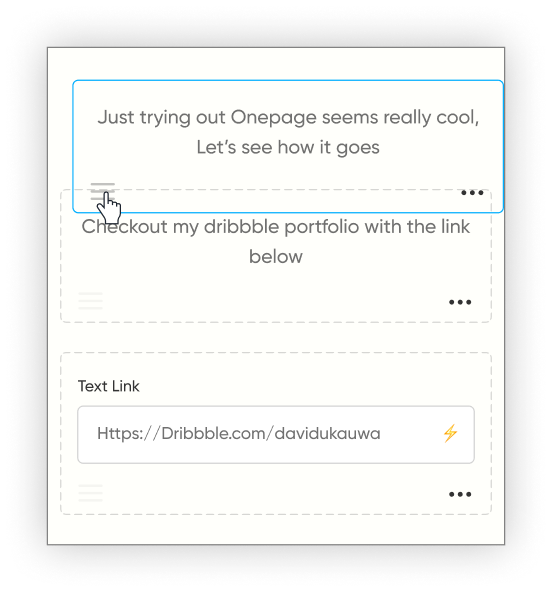 Just trying out Onepage seems really cool,
Let’s see how it goes
Checkout my dribbble portfolio with the link
below
Text Link
Https://Dribbble.com/davidukauwa